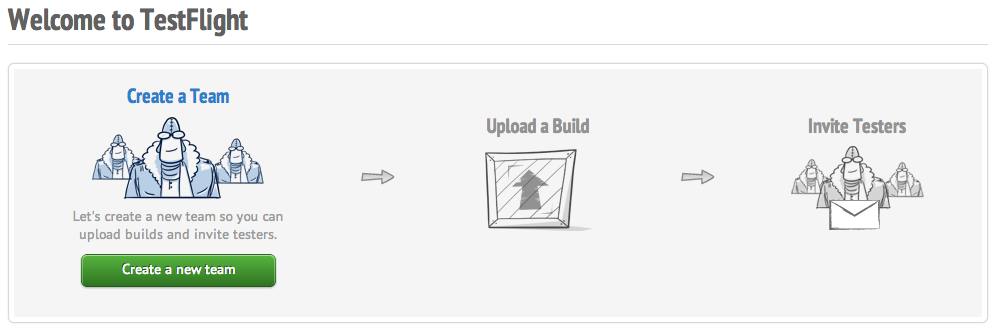 Welcome to TestFlight
Create a Team
Let's create a new team so you can
upload builds and invite testers.
Create a new team
Upload a Build
Invite Testers